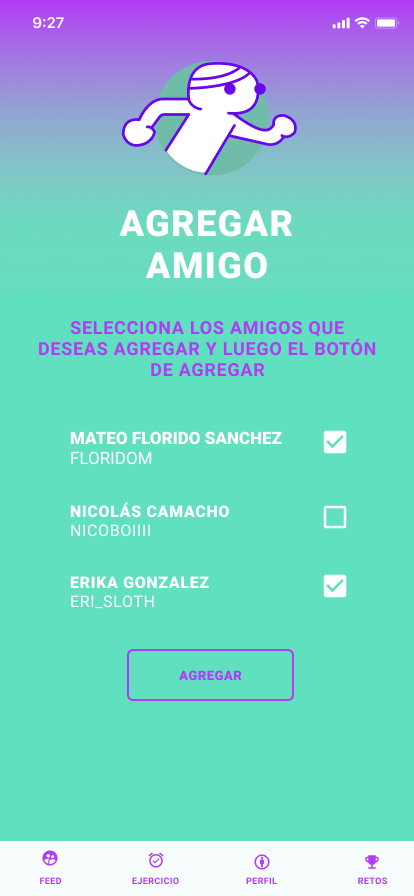 9:27
AGREGAR
AMIGO
SELECCIONA LOS AMIGOS QUE
DESEAS AGREGAR Y LUEGO EL BOTÓN
DE AGREGAR
MATEO FLORIDO SANCHEZ
FLORIDOM
NICOLÁS CAMACHO
NICOBOIIII
ERIKA GONZALEZ
ERI_SLOTH
AGREGAR
FEED EJERCICIO PERFIL RETOS